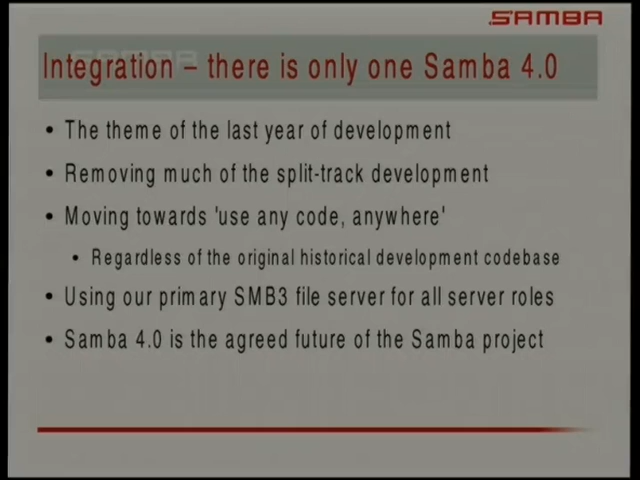 SAMBA
Integration – there is only one Samba 4.0
• The theme of the last year of development
• Removing much of the split-track development
• Moving towards 'use any code, anywhere'
• Regardless of the original historical development codebase
• Using our primary SMB3 file server for all server roles
• Samba 4.0 is the agreed future of the Samba project